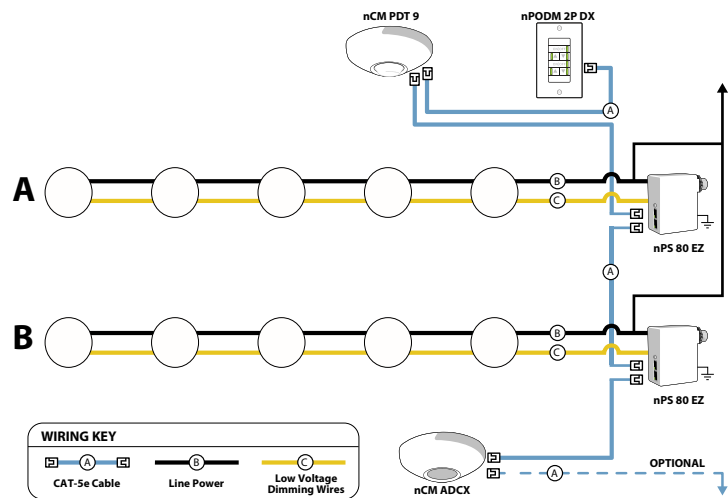 nCM PDT 9
nPODM 2P DX
A
A
B
C
nPS 80 EZ
A
B
B
C
nPS 80 EZ
WIRING KEY
A
B
C
CAT-5e Cable
Line Power
Low Voltage
Dimming Wires
nCM ADCX
A
OPTIONAL